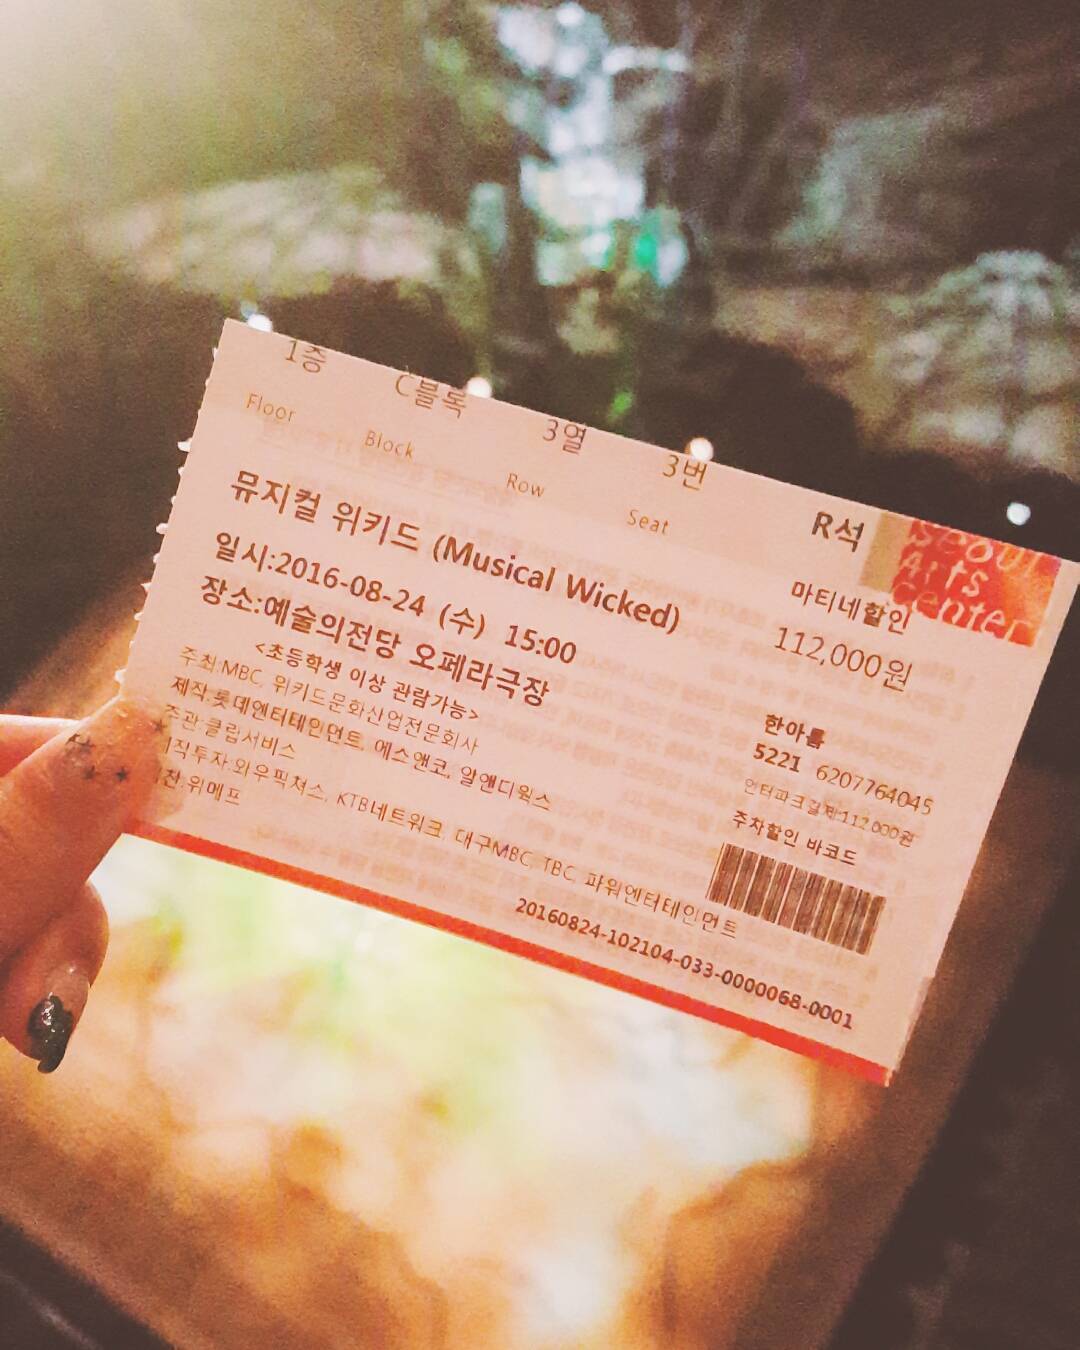 1층 C블록 3열 3번
Floor Block Row Seat
R석
Seoul
Arts
Center
뮤지컬 위키드 (Musical Wicked)
일시:2016-08-24 (수) 15:00
장소:예술의전당 오페라극장
<초등학생 이상 관람가능>
주최:MBC, 위키드문화산업전문회사
제작:롯데엔터테인먼트, 에스앤코, 알앤디웍스
주관:클립서비스
직투자:와우픽쳐스, KTB네트워크, 대구MBC, TBC, 파워엔터테인먼트
전:위메프
마티네할인
112,000원
한아름
5221 6207764045
인터파크결제:112,000원
주차할인 바코드
20160824-102104-033-0000068-0001